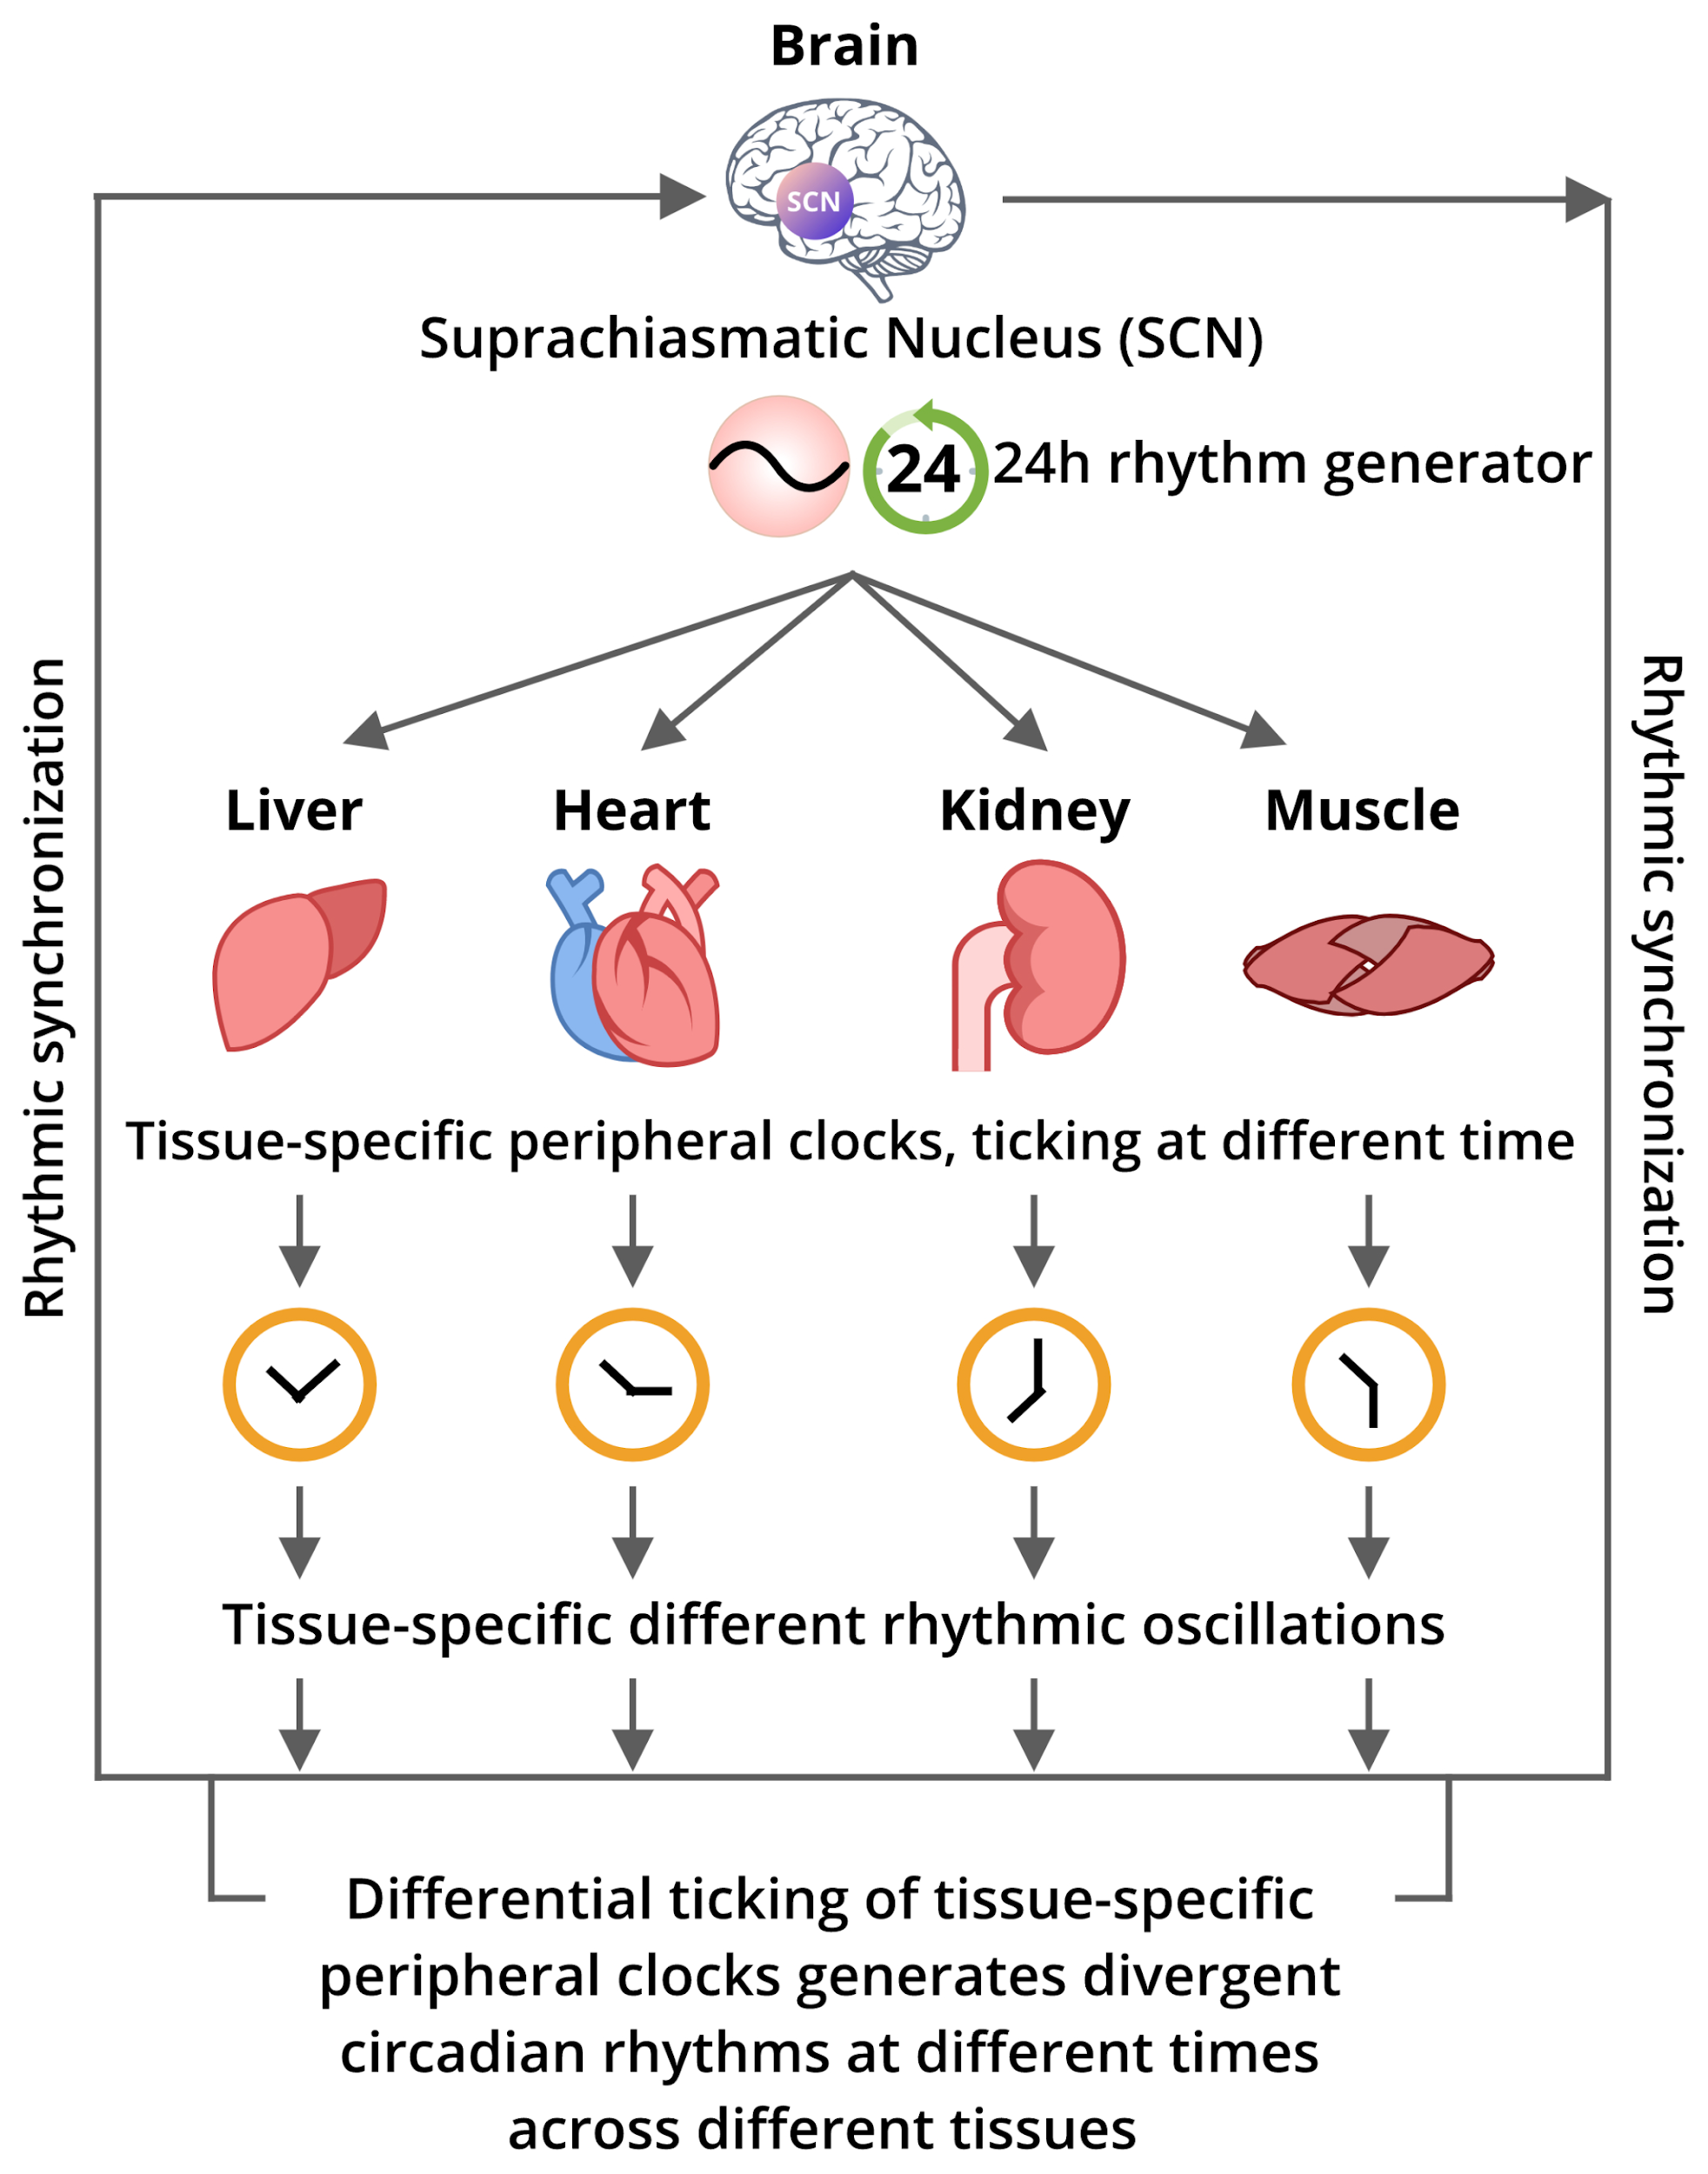 Brain
SCN
Suprachiasmatic Nucleus (SCN)
24
24h rhythm generator
Rhythmic synchronization
Rhythmic synchronization
Liver
Heart
Kidney
Muscle
Tissue-specific peripheral clocks, ticking at different time
Tissue-specific different rhythmic oscillations
Differential ticking of tissue-specific
peripheral clocks generates divergent
circadian rhythms at different times
across different tissues